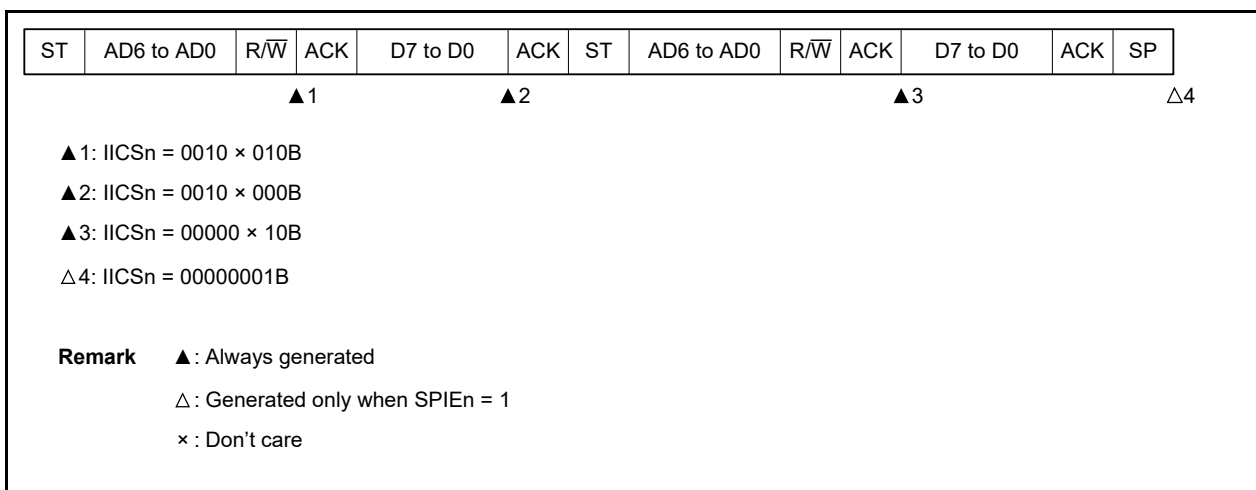 ST AD6 to AD0 R/W̅ ACK D7 to D0 ACK ST AD6 to AD0 R/W̅ ACK D7 to D0 ACK SP
▲1 ▲2 ▲3 △4
▲1: IICSn = 0010 × 010B
▲2: IICSn = 0010 × 000B
▲3: IICSn = 00000 × 10B
△4: IICSn = 00000001B
Remark ▲: Always generated
△: Generated only when SPIEn = 1
×: Don't care